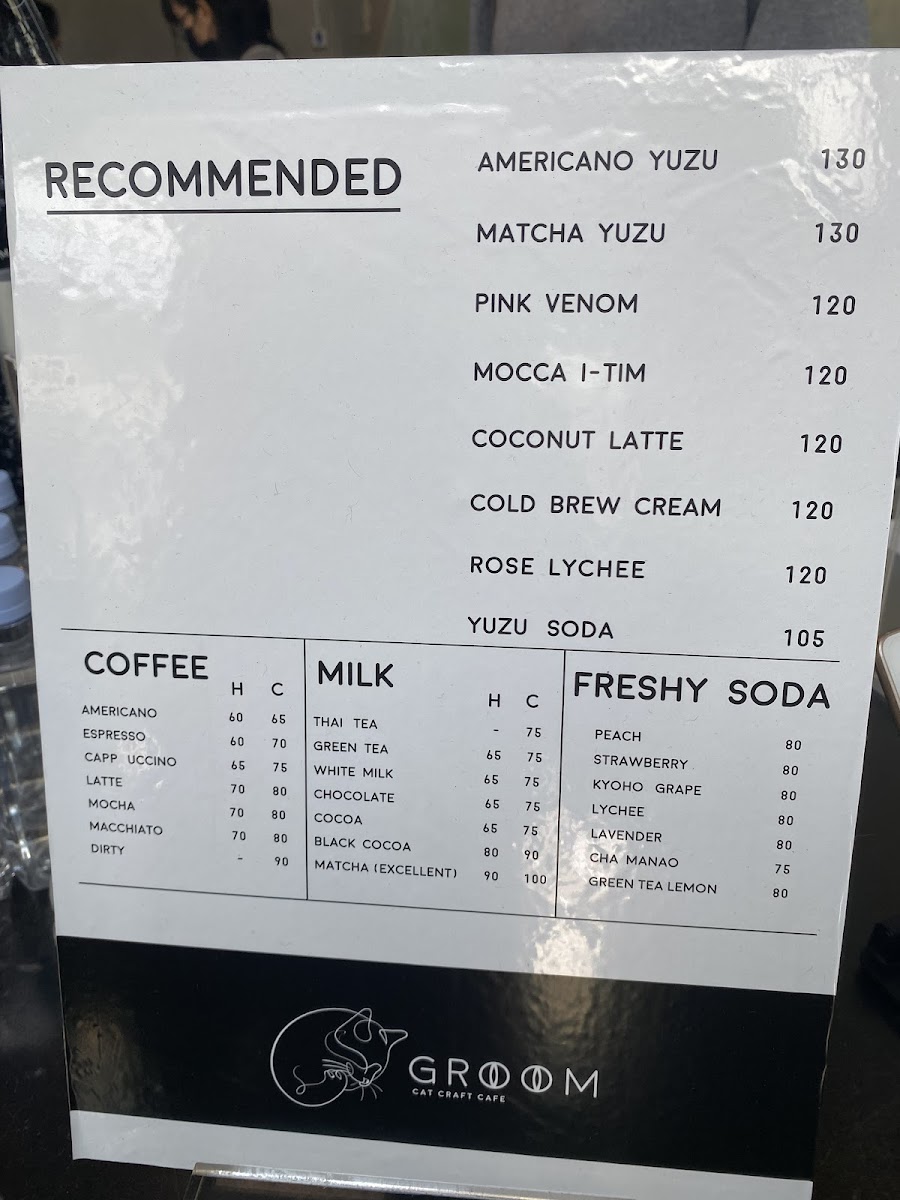 RECOMMENDED
AMERICANO YUZU 130
MATCHA YUZU 130
PINK VENOM 120
MOCCA I-TIM 120
COCONUT LATTE 120
COLD BREW CREAM 120
ROSE LYCHEE 120
YUZU SODA 105
COFFEE
H C
AMERICANO 60 65
ESPRESSO 60 70
CAPP UCCINO 65 75
LATTE 70 80
MOCHA 70 80
MACCHIATO 70 80
DIRTY - 90
MILK
H C
THAI TEA - 75
GREEN TEA 65 75
WHITE MILK 65 75
CHOCOLATE 65 75
COCOA 65 75
BLACK COCOA 80 90
MATCHA (EXCELLENT) 90 100
FRESHY SODA
PEACH 80
STRAWBERRY 80
KYOHO GRAPE 80
LYCHEE 80
LAVENDER 80
CHA MANAO 75
GREEN TEA LEMON 80
GROOM
CAT CRAFT CAFE